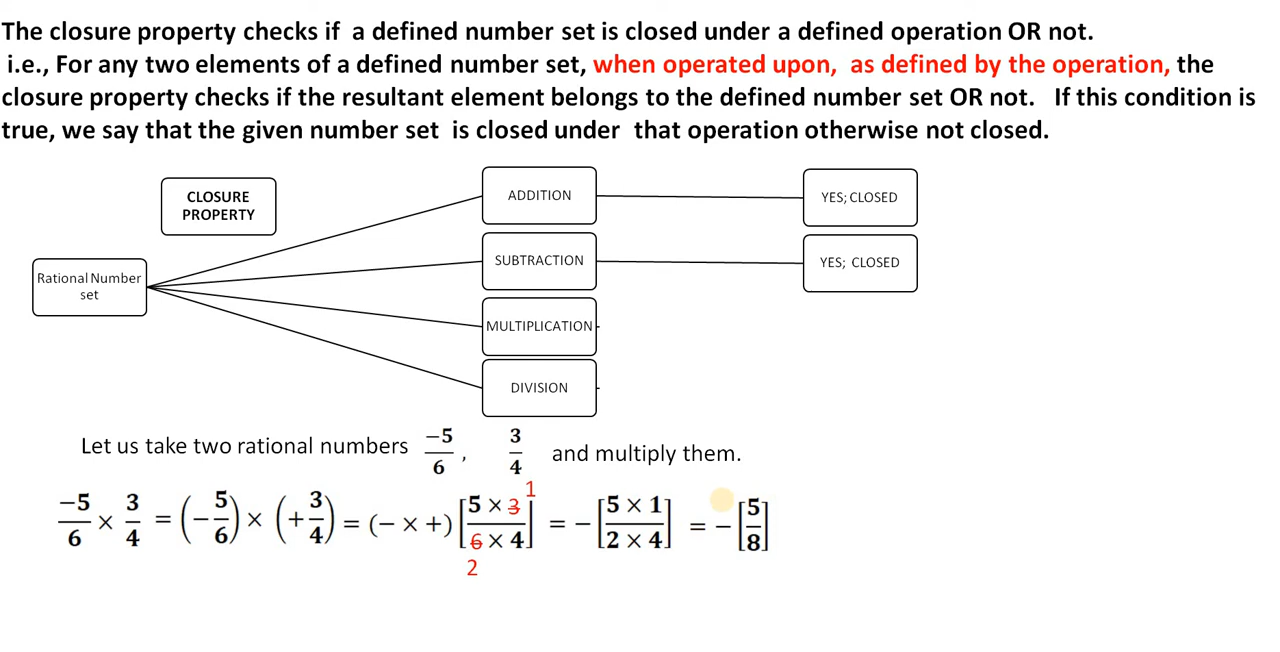 The closure property checks if a defined number set is closed under a defined operation OR not.
i.e., For any two elements of a defined number set, when operated upon, as defined by the operation, the
closure property checks if the resultant element belongs to the defined number set OR not. If this condition is
true, we say that the given number set is closed under that operation otherwise not closed.
CLOSURE
PROPERTY
Rational Number
set
ADDITION
YES; CLOSED
SUBTRACTION
YES; CLOSED
MULTIPLICATION
DIVISION
Let us take two rational numbers −5/6 , 3/4 and multiply them.
−5/6 × 3/4 = (−5/6) × (+3/4) = (− × +) [5 × 3 1 / 6 2 × 4] = − [5 × 1 / 2 × 4] = − [5/8]